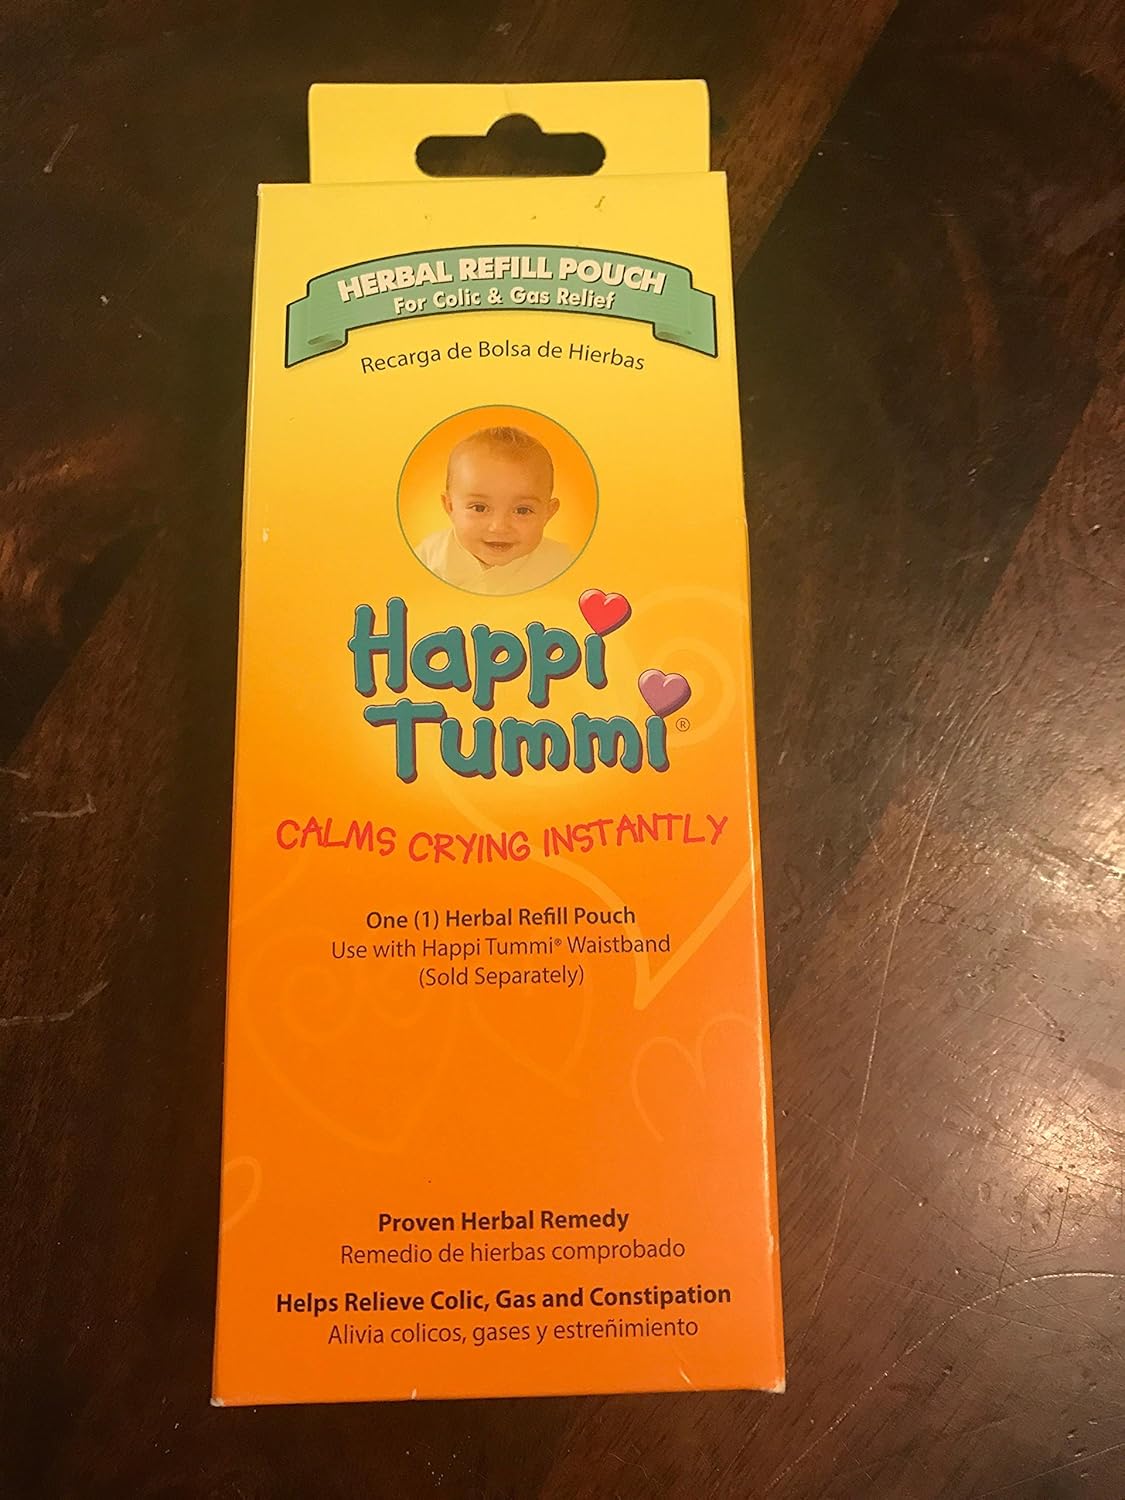 HERBAL REFILL POUCH
For Colic & Gas Relief
Recarga de Bolsa de Hierbas
Happi
Tummi®
CALMS CRYING INSTANTLY
One (1) Herbal Refill Pouch
Use with Happi Tummi® Waistband
(Sold Separately)
Proven Herbal Remedy
Remedio de hierbas comprobado
Helps Relieve Colic, Gas and Constipation
Alivia colicos, gases y estreñimiento